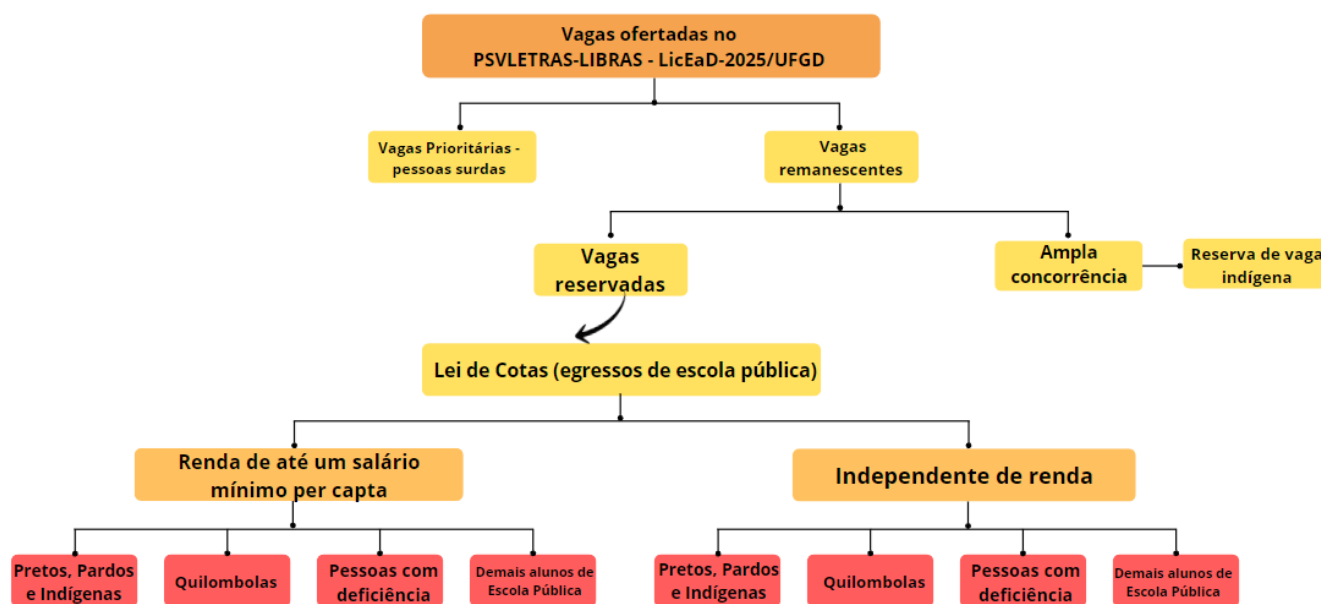 Vagas ofertadas no
PSVLETRAS-LIBRAS - LicEaD-2025/UFGD
Vagas Prioritárias -
pessoas surdas
Vagas
remanescentes
Vagas
reservadas
Ampla
concorrência
Reserva de vaga
indígena
Lei de Cotas (egressos de escola pública)
Renda de até um salário
mínimo per capta
Independente de renda
Pretos, Pardos
e Indígenas
Quilombolas
Pessoas com
deficiência
Demais alunos de
Escola Pública
Pretos, Pardos
e Indígenas
Quilombolas
Pessoas com
deficiência
Demais alunos de
Escola Pública